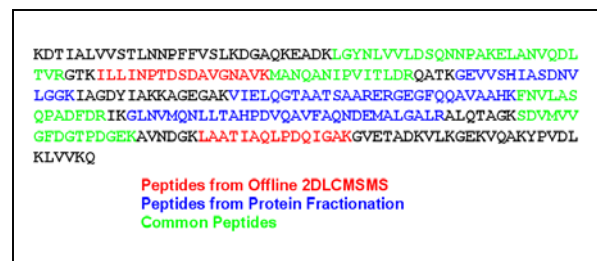 KDTIALVVSTLNNPFFVSLKDGAQKEADKLGYNLVVLDSQNNPAKELANVQDL
TVRGTKILLINPTDSDAVGNAVKMANQANIPVITLDRQATKGEVVSHIASDNV
LGGKIAGDYIAKKAGEGAKVIELQGTAATSAARERGEGFQQAVAAHKFNVLAS
QPADFDRIKGLNVMQNLLTAHPDVQAVFAQNDEMALGALRALQTAGKSDVMVV
GFDGTPDGEKAVNDGKLAATIAQLPDQIGAKGVETADKVLKGEKVQAKYPVDL
KLVVKQ
Peptides from Offline 2DLCMSMS
Peptides from Protein Fractionation
Common Peptides